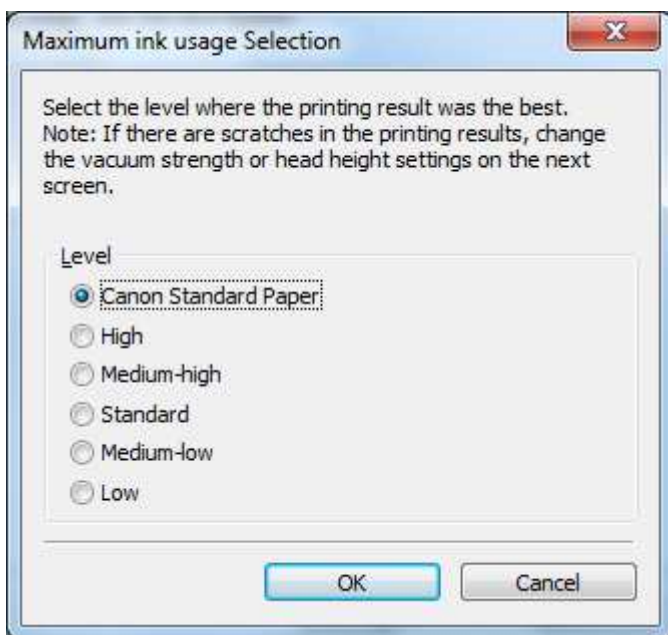 Maximum ink usage Selection
Select the level where the printing result was the best.
Note: If there are scratches in the printing results, change
the vacuum strength or head height settings on the next
screen.
Level
Canon Standard Paper
High
Medium-high
Standard
Medium-low
Low
OK
Cancel